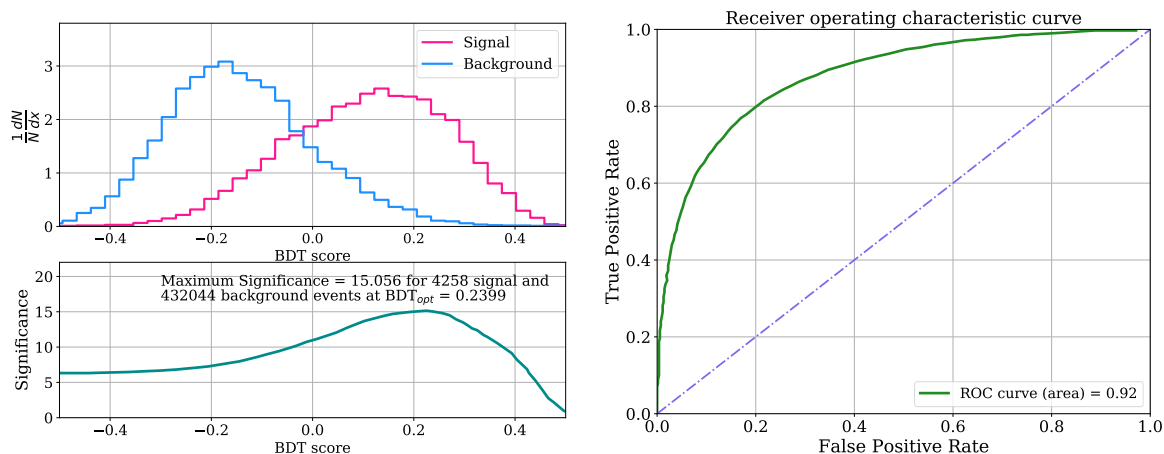 Signal
Background
3
2
1
0
1 dN
N dx
−0.4 −0.2 0.0 0.2 0.4
BDT score
Maximum Significance = 15.056 for 4258 signal and
432044 background events at BDTopt = 0.2399
20
15
10
5
0
Significance
−0.4 −0.2 0.0 0.2 0.4
BDT score
Receiver operating characteristic curve
1.0
0.8
0.6
0.4
0.2
0.0
True Positive Rate
ROC curve (area) = 0.92
0.0 0.2 0.4 0.6 0.8 1.0
False Positive Rate